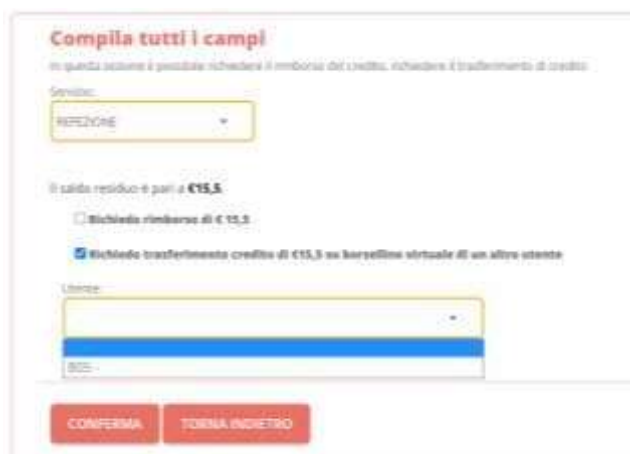 Compila tutti i campi
In questa sezione è possibile richiedere il rimborso del credito, richiedere il trasferimento di credito
Servizio:
REFEZIONE
Il saldo residuo è pari a €15,5
Richiedo rimborso di € 15,5
Richiedo trasferimento credito di €15,5 su borsellino virtuale di un altro utente
Utente:
CONFERMA
TORNA INDIETRO